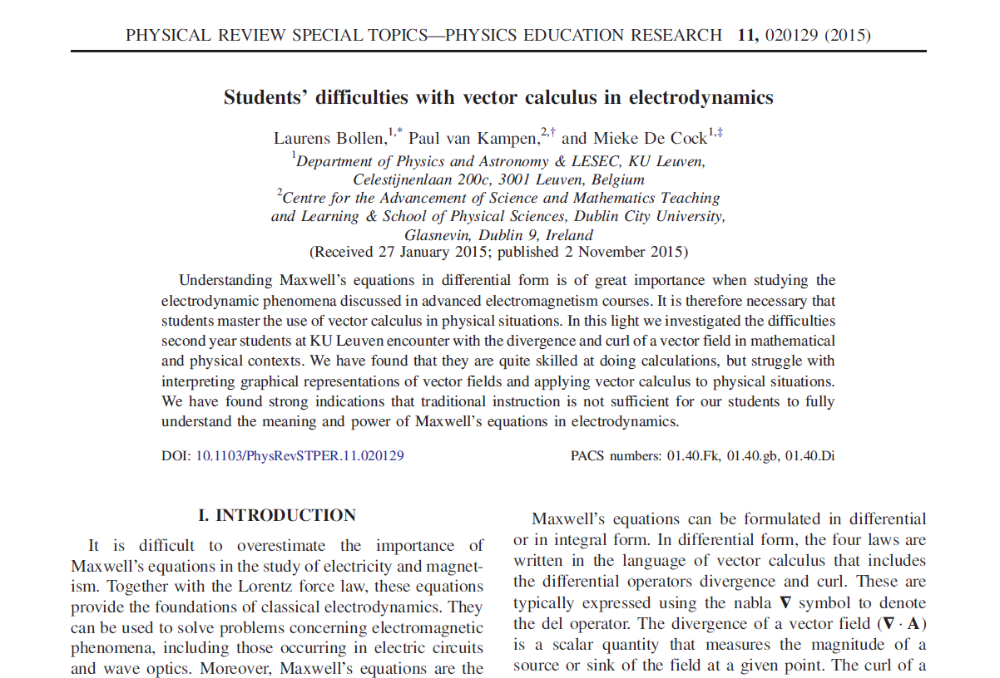 PHYSICAL REVIEW SPECIAL TOPICS—PHYSICS EDUCATION RESEARCH 11, 020129 (2015)
Students' difficulties with vector calculus in electrodynamics
Laurens Bollen,1,* Paul van Kampen,2,† and Mieke De Cock1,‡
1Department of Physics and Astronomy & LESEC, KU Leuven,
Celestijnenlaan 200c, 3001 Leuven, Belgium
2Centre for the Advancement of Science and Mathematics Teaching
and Learning & School of Physical Sciences, Dublin City University,
Glasnevin, Dublin 9, Ireland
(Received 27 January 2015; published 2 November 2015)
Understanding Maxwell's equations in differential form is of great importance when studying the
electrodynamic phenomena discussed in advanced electromagnetism courses. It is therefore necessary that
students master the use of vector calculus in physical situations. In this light we investigated the difficulties
second year students at KU Leuven encounter with the divergence and curl of a vector field in mathematical
and physical contexts. We have found that they are quite skilled at doing calculations, but struggle with
interpreting graphical representations of vector fields and applying vector calculus to physical situations.
We have found strong indications that traditional instruction is not sufficient for our students to fully
understand the meaning and power of Maxwell's equations in electrodynamics.
DOI: 10.1103/PhysRevSTPER.11.020129 PACS numbers: 01.40.Fk, 01.40.gb, 01.40.Di
I. INTRODUCTION
It is difficult to overestimate the importance of
Maxwell's equations in the study of electricity and magnet-
ism. Together with the Lorentz force law, these equations
provide the foundations of classical electrodynamics. They
can be used to solve problems concerning electromagnetic
phenomena, including those occurring in electric circuits
and wave optics. Moreover, Maxwell's equations are the
Maxwell's equations can be formulated in differential
or in integral form. In differential form, the four laws are
written in the language of vector calculus that includes
the differential operators divergence and curl. These are
typically expressed using the nabla ∇ symbol to denote
the del operator. The divergence of a vector field (∇ · A)
is a scalar quantity that measures the magnitude of a
source or sink of the field at a given point. The curl of a